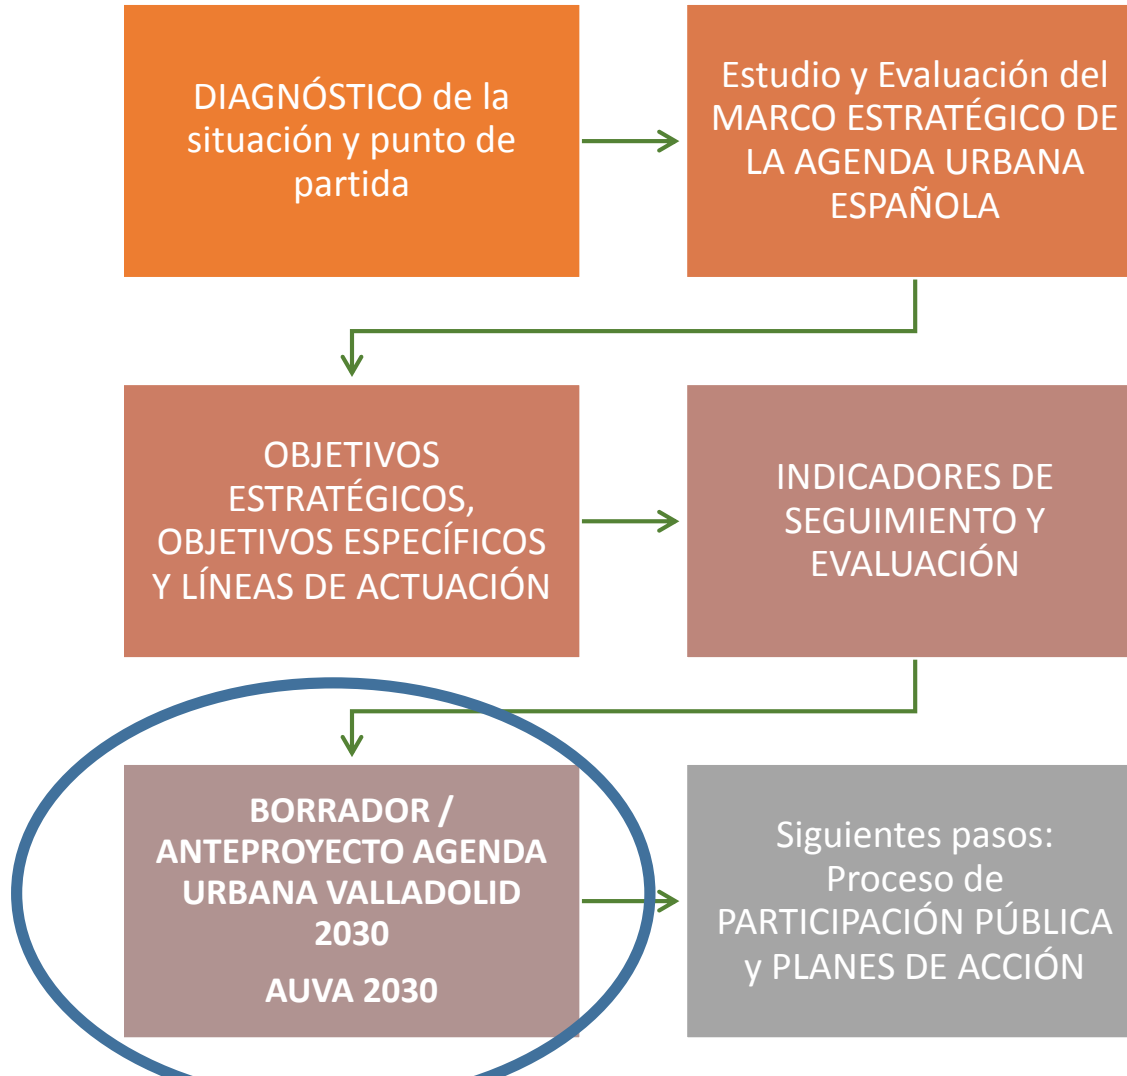 DIAGNÓSTICO de la
situación y punto de
partida
Estudio y Evaluación del
MARCO ESTRATÉGICO DE
LA AGENDA URBANA
ESPAÑOLA
OBJETIVOS
ESTRATÉGICOS,
OBJETIVOS ESPECÍFICOS
Y LÍNEAS DE ACTUACIÓN
INDICADORES DE
SEGUIMIENTO Y
EVALUACIÓN
BORRADOR /
ANTEPROYECTO AGENDA
URBANA VALLADOLID
2030
AUVA 2030
Siguientes pasos:
Proceso de
PARTICIPACIÓN PÚBLICA
y PLANES DE ACCIÓN